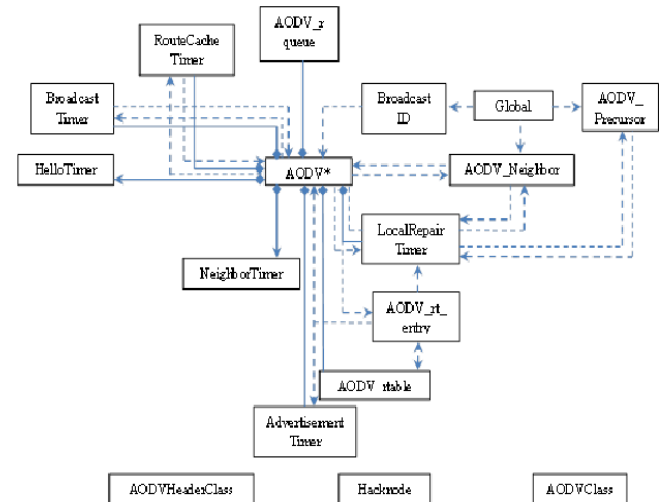 AODV_r
queue
RouteCache
Timer
Broadcast
Timer
Broadcast
ID
Global
AODV_
Precursor
HelloTimer
AODV*
AODV_Neighbor
LocalRepair
Timer
NeighborTimer
AODV_rt_
entry
AODV_rtable
Advertisement
Timer
AODVHeaderClass
Hacknode
AODVClass